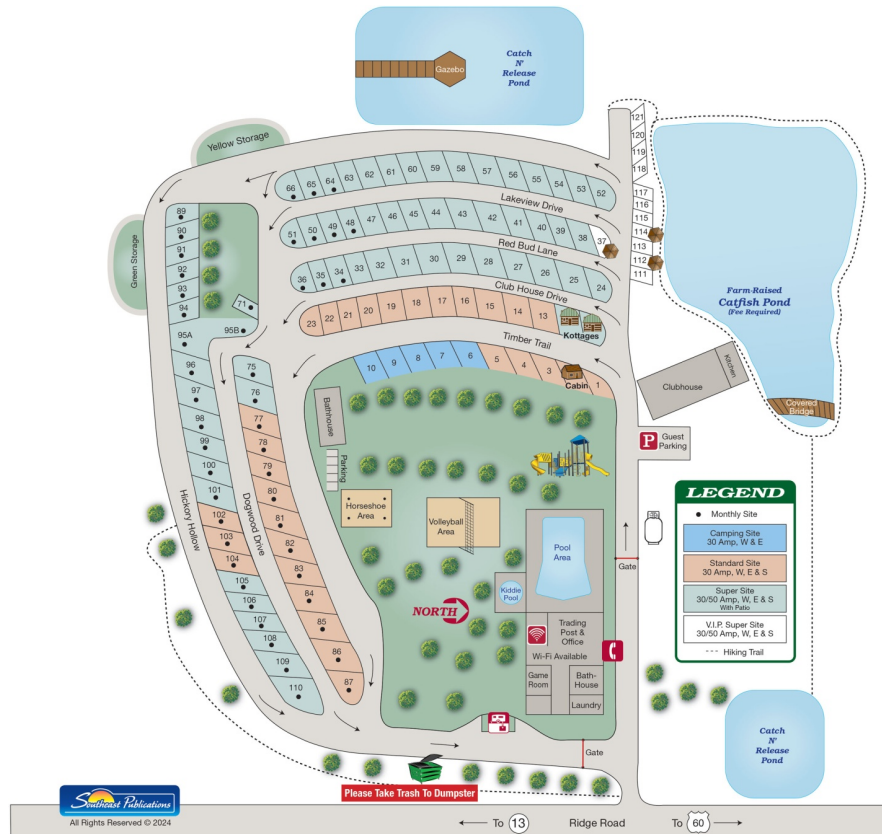 Catch
N'
Release
Pond
Gazebo
Yellow Storage
Green Storage
121
120
119
118
117
116
115
114
113
112
111
66 65 64 63 62 61 60 59 58 57 56 55 54 53 52
Lakeview Drive
51 50 49 48 47 46 45 44 43 42 41 40 39 38 37
Red Bud Lane
36 35 34 33 32 31 30 29 28 27 26 25 24
Club House Drive
23 22 21 20 19 18 17 16 15 14 13
Kottages
Timber Trail
10 9 8 7 6 5 4 3 1
Cabin
89
90
91
92
93
94
71
95A
95B
96
97
98
99
100
101
102
103
104
105
106
107
108
109
110
75
76
77
78
79
80
81
82
83
84
85
86
87
Hickory Hollow
Dogwood Drive
Farm-Raised
Catfish Pond
(Fee Required)
Clubhouse
Kitchen
Covered
Bridge
P
Guest
Parking
Bathhouse
Parking
Horseshoe
Area
Volleyball
Area
Pool
Area
Kiddie
Pool
NORTH
Gate
Trading
Post &
Office
Wi-Fi Available
Game
Room
Bath-
House
Laundry
Gate
LEGEND
Monthly Site
Camping Site
30 Amp, W & E
Standard Site
30 Amp, W, E & S
Super Site
30/50 Amp, W, E & S
With Patio
V.I.P. Super Site
30/50 Amp, W, E & S
Hiking Trail
Catch
N'
Release
Pond
Please Take Trash To Dumpster
Southeast Publications
All Rights Reserved © 2024
To 13 Ridge Road To 60